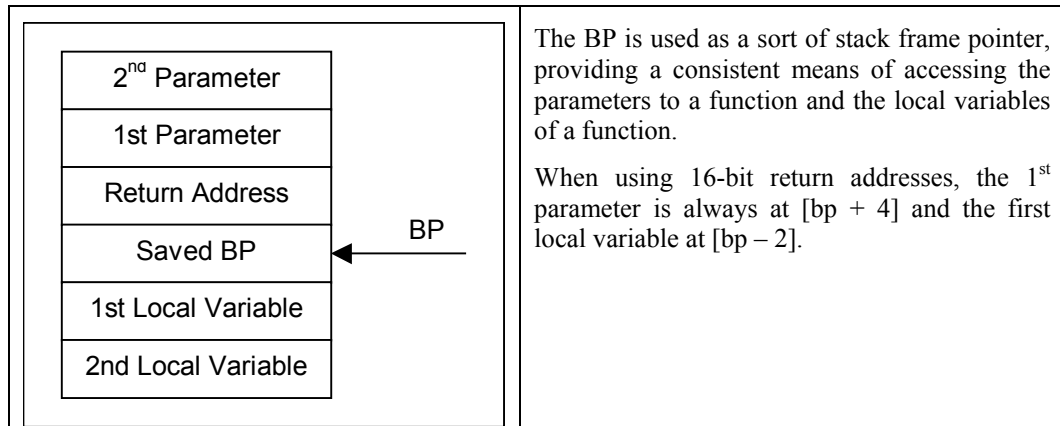 2nd Parameter
1st Parameter
Return Address
Saved BP
1st Local Variable
2nd Local Variable
BP
The BP is used as a sort of stack frame pointer,
providing a consistent means of accessing the
parameters to a function and the local variables
of a function.
When using 16-bit return addresses, the 1st
parameter is always at [bp + 4] and the first
local variable at [bp – 2].